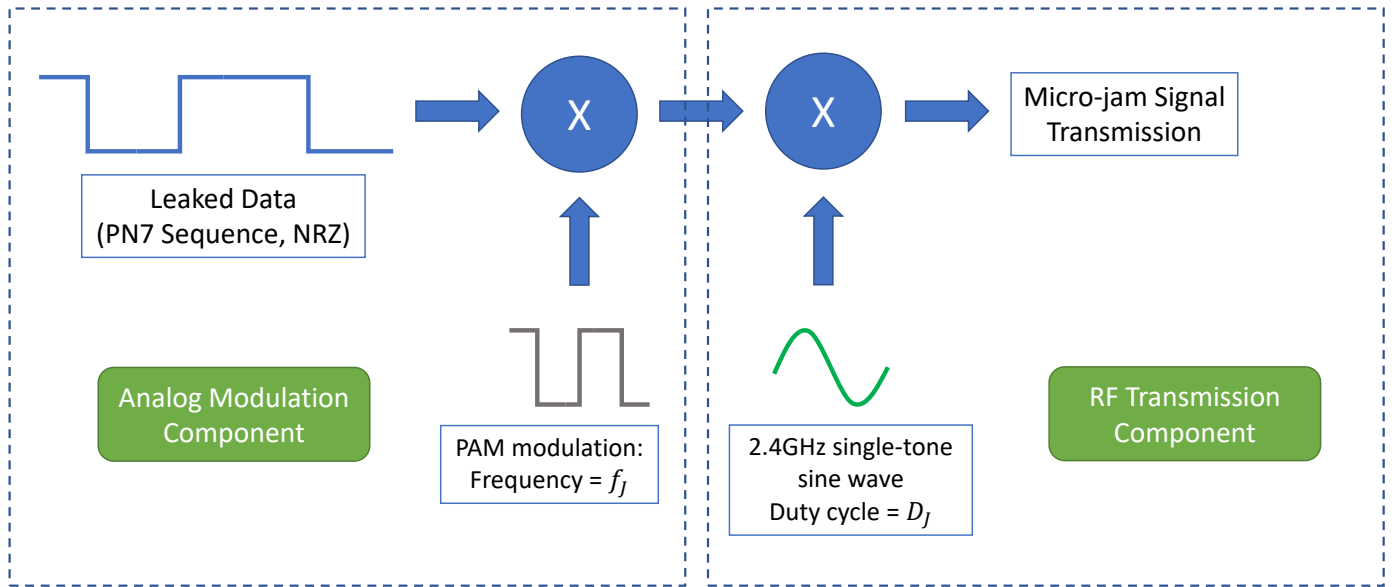 Leaked Data
(PN7 Sequence, NRZ)
X
X
Micro-jam Signal
Transmission
Analog Modulation
Component
PAM modulation:
Frequency = f_J
2.4GHz single-tone
sine wave
Duty cycle = D_J
RF Transmission
Component